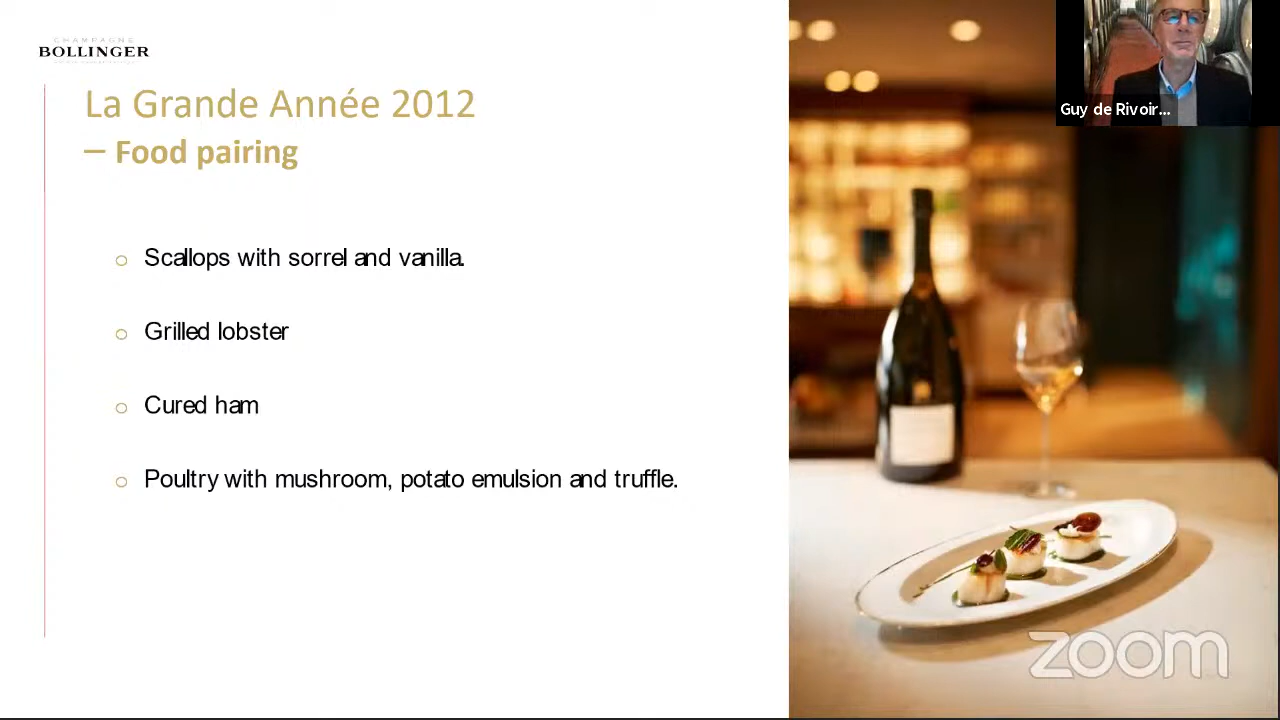 CHAMPAGNE
BOLLINGER
La Grande Année 2012
– Food pairing
Scallops with sorrel and vanilla.
Grilled lobster
Cured ham
Poultry with mushroom, potato emulsion and truffle.
Guy de Rivoir...
zoom